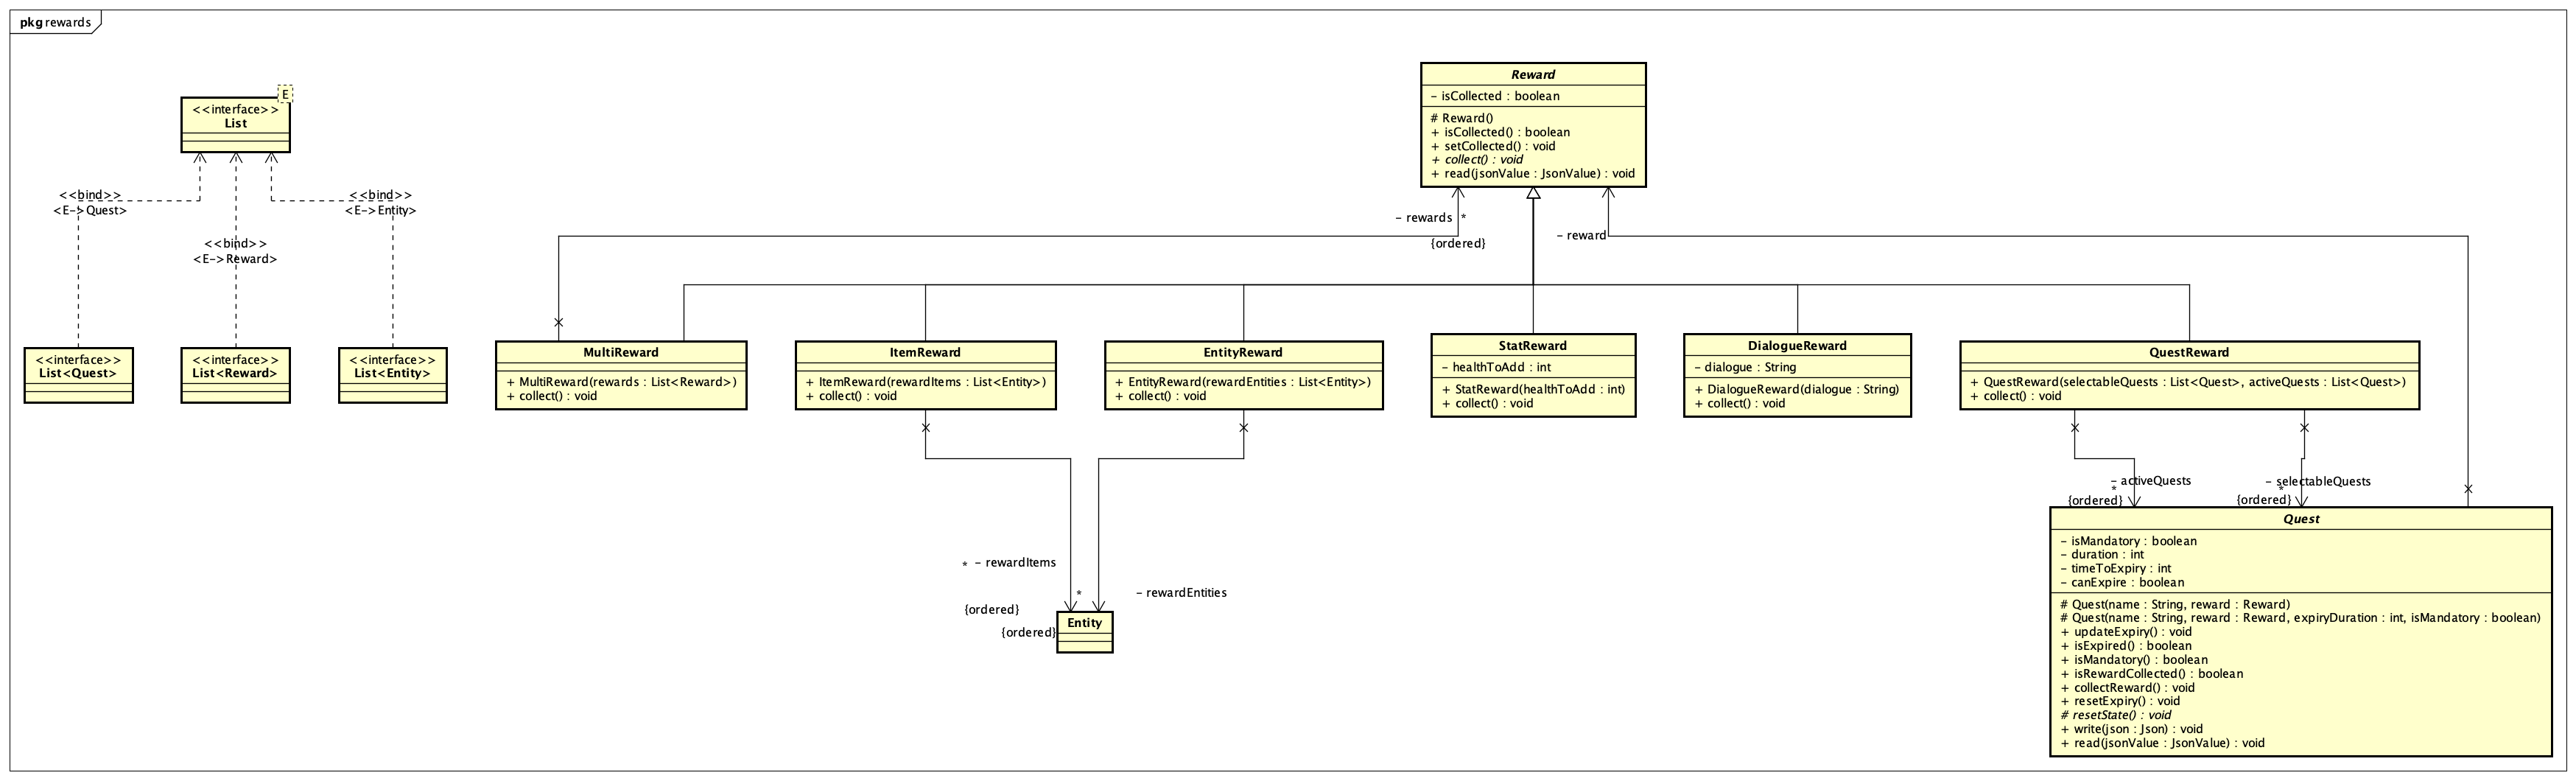 pkg rewards
E
<<interface>>
List
<<bind>>
<E->Quest>
<<bind>>
<E->Reward>
<<bind>>
<E->Entity>
<<interface>>
List<Quest>
<<interface>>
List<Reward>
<<interface>>
List<Entity>
Reward
- isCollected : boolean
# Reward()
+ isCollected() : boolean
+ setCollected() : void
+ collect() : void
+ read(jsonValue : JsonValue) : void
- rewards *
{ordered}
- reward
MultiReward
+ MultiReward(rewards : List<Reward>)
+ collect() : void
ItemReward
+ ItemReward(rewardItems : List<Entity>)
+ collect() : void
EntityReward
+ EntityReward(rewardEntities : List<Entity>)
+ collect() : void
StatReward
- healthToAdd : int
+ StatReward(healthToAdd : int)
+ collect() : void
DialogueReward
- dialogue : String
+ DialogueReward(dialogue : String)
+ collect() : void
QuestReward
+ QuestReward(selectableQuests : List<Quest>, activeQuests : List<Quest>)
+ collect() : void
- activeQuests
*
{ordered}
- selectableQuests
*
{ordered}
* - rewardItems
{ordered}
*
- rewardEntities
{ordered}
Entity
Quest
- isMandatory : boolean
- duration : int
- timeToExpiry : int
- canExpire : boolean
# Quest(name : String, reward : Reward)
# Quest(name : String, reward : Reward, expiryDuration : int, isMandatory : boolean)
+ updateExpiry() : void
+ isExpired() : boolean
+ isMandatory() : boolean
+ isRewardCollected() : boolean
+ collectReward() : void
+ resetExpiry() : void
# resetState() : void
+ write(json : Json) : void
+ read(jsonValue : JsonValue) : void